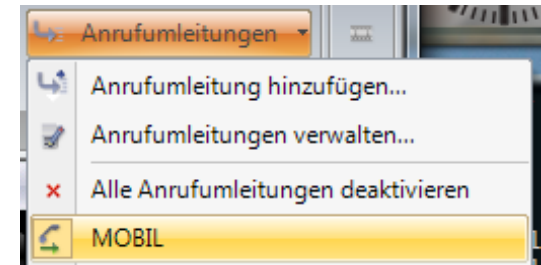 Anrufumleitungen
Anrufumleitung hinzufügen...
Anrufumleitungen verwalten...
Alle Anrufumleitungen deaktivieren
MOBIL